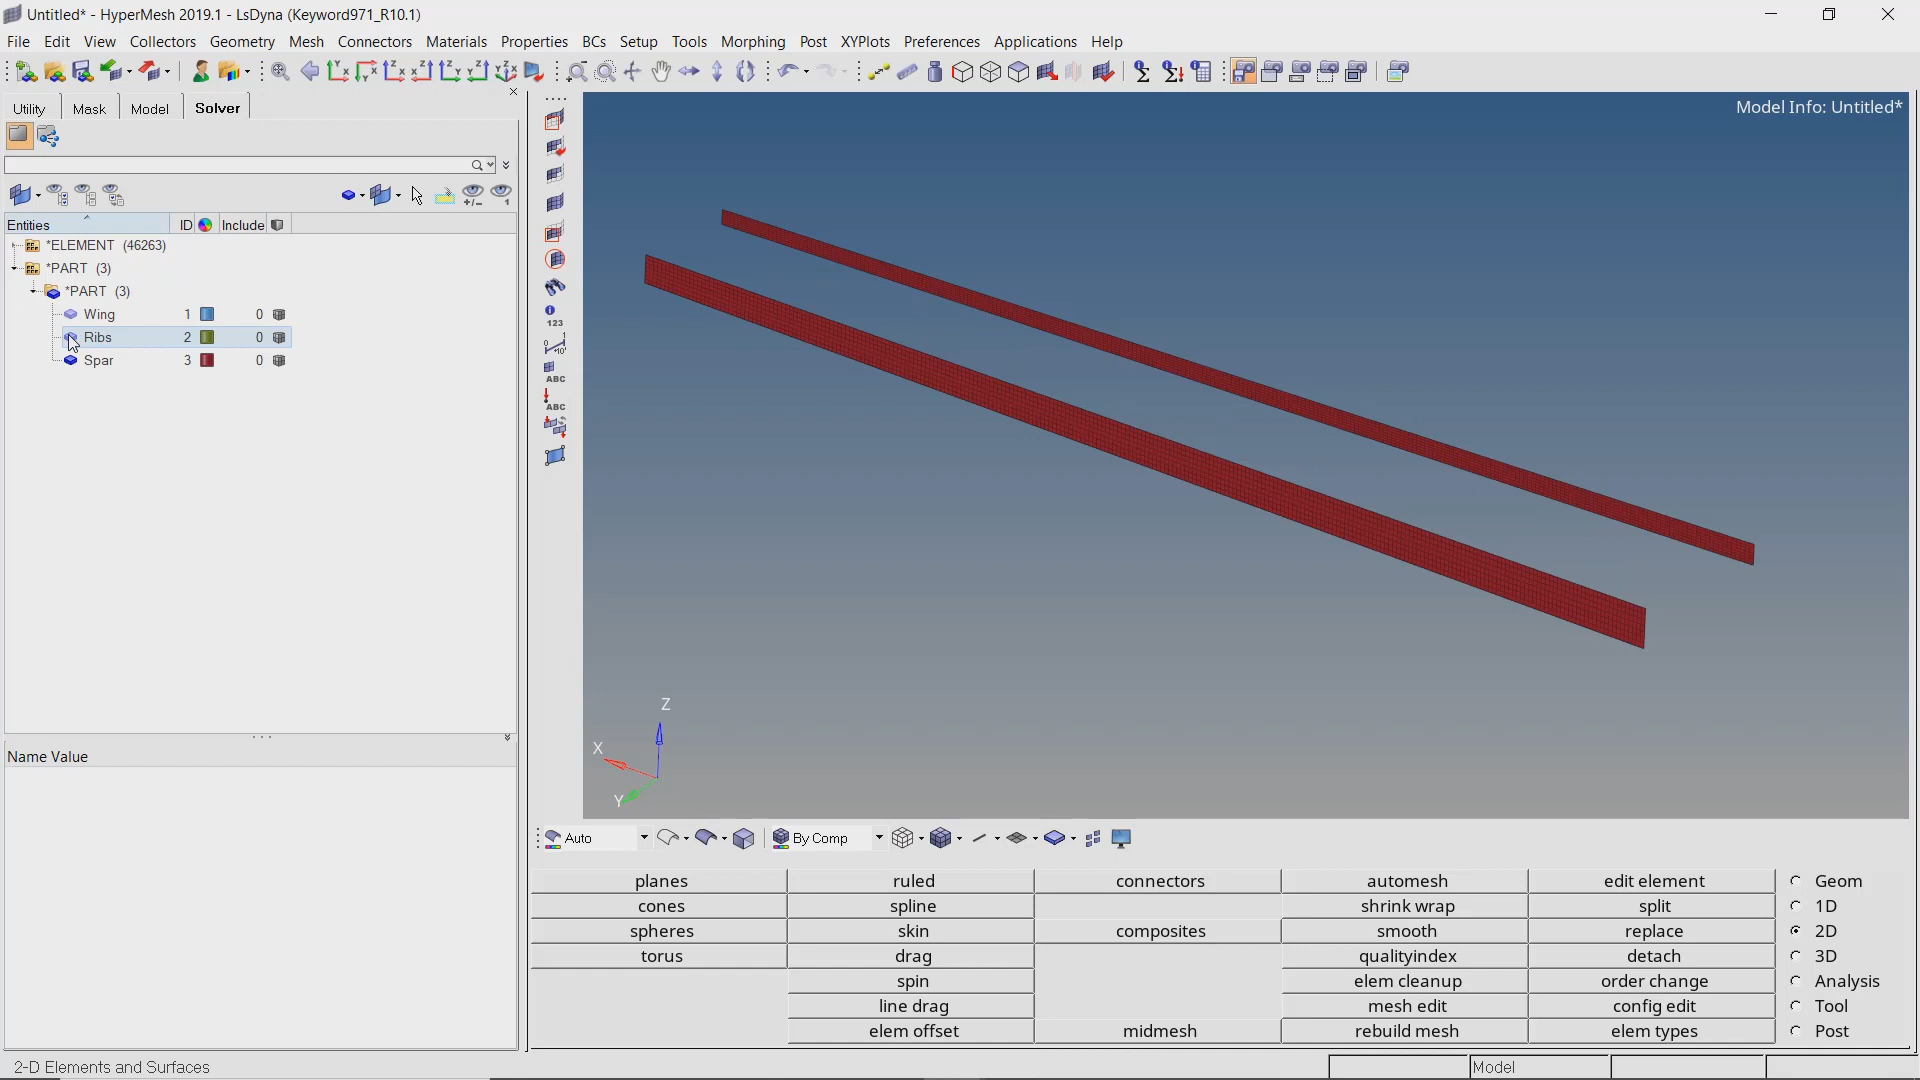 Untitled* - HyperMesh 2019.1 - LsDyna (Keyword971_R10.1)
File Edit View Collectors Geometry Mesh Connectors Materials Properties BCs Setup Tools Morphing Post XYPlots Preferences Applications Help
Utility Mask Model Solver
Model Info: Untitled*
Entities ID Include
*ELEMENT (46263)
*PART (3)
*PART (3)
Wing 1 0
Ribs 2 0
Spar 3 0
123
ABC
ABC
Z
X
Y
Name Value
Auto By Comp
planes ruled connectors automesh edit element Geom
cones spline shrink wrap split 1D
spheres skin composites smooth replace 2D
torus drag qualityindex detach 3D
spin elem cleanup order change Analysis
line drag mesh edit config edit Tool
elem offset midmesh rebuild mesh elem types Post
2-D Elements and Surfaces Model